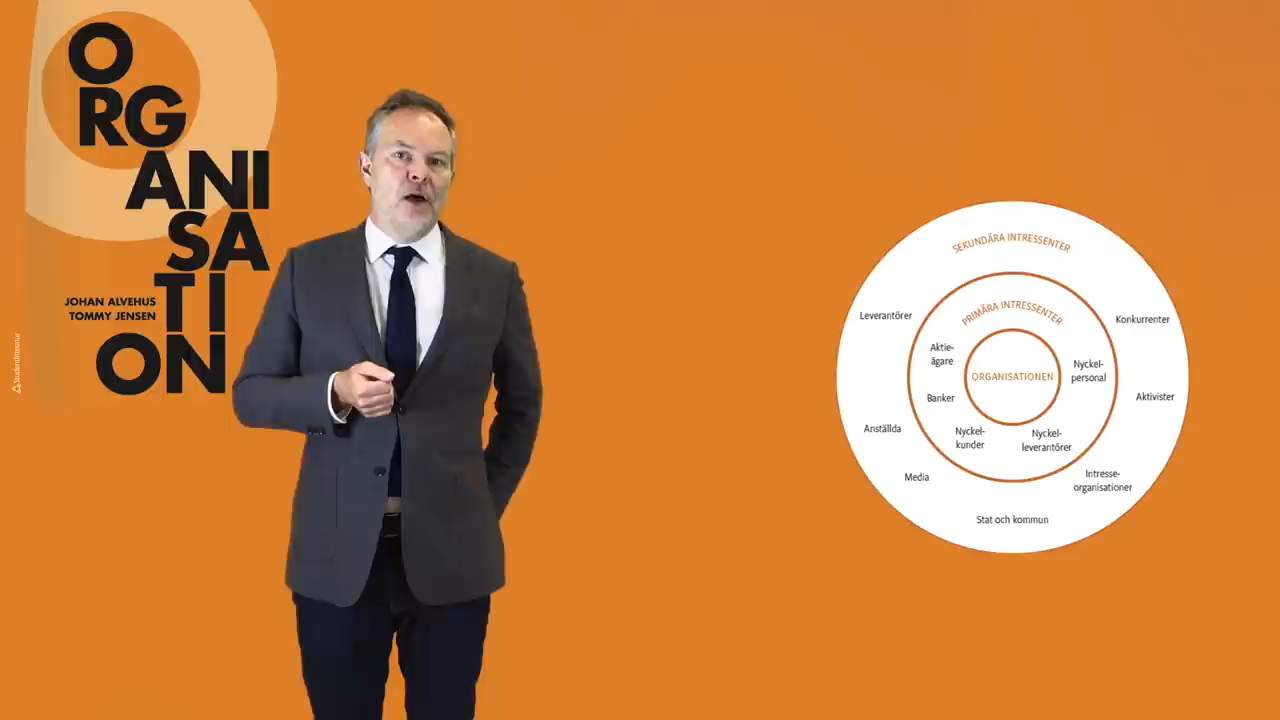 O
RG
ANI
SA
TI
ON
JOHAN ALVEHUS
TOMMY JENSEN
Studentlitteratur
SEKUNDÄRA INTRESSENTER
PRIMÄRA INTRESSENTER
ORGANISATIONEN
Leverantörer
Konkurrenter
Aktie-
ägare
Nyckel-
personal
Banker
Aktivister
Anställda
Nyckel-
kunder
Nyckel-
leverantörer
Media
Intresse-
organisationer
Stat och kommun